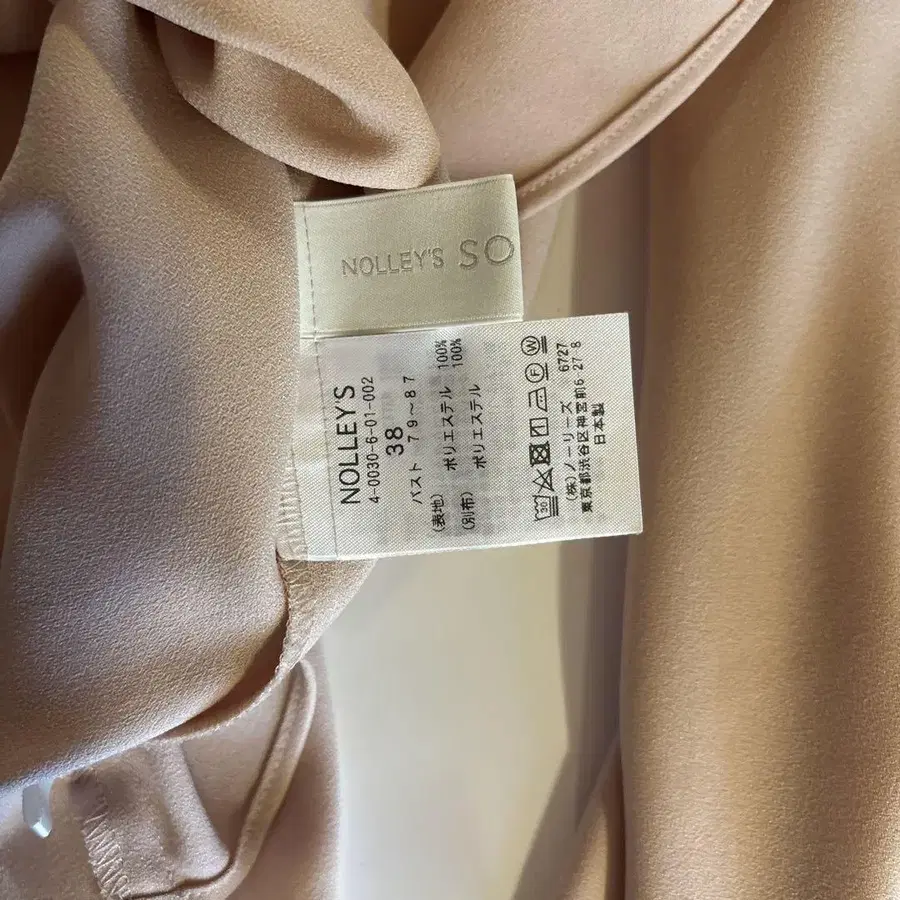 NOLLEY'S SO
NOLLEY'S
4-0030-6-01-002
38
バスト 79～87
(表地) ポリエステル 100%
(別布) ポリエステル 100%
30 F W
(株)ノーリーズ 6727
東京都渋谷区神宮前6 27 8
日本製